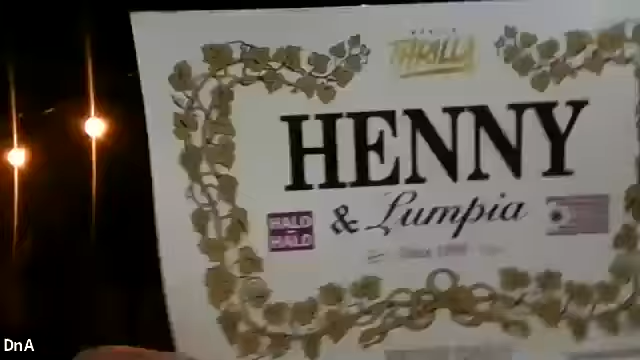 THRILLA
HENNY
& Lumpia
HALO
HALO
DnA